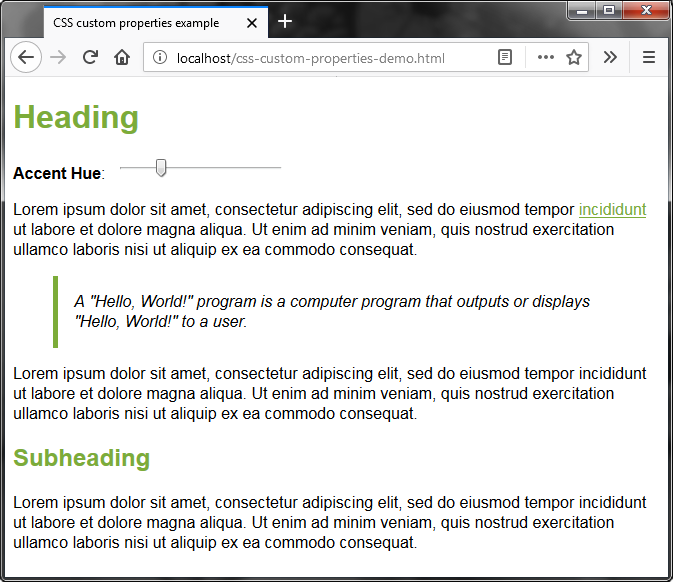 CSS custom properties example
localhost/css-custom-properties-demo.html
Heading
Accent Hue:
Lorem ipsum dolor sit amet, consectetur adipiscing elit, sed do eiusmod tempor incididunt
ut labore et dolore magna aliqua. Ut enim ad minim veniam, quis nostrud exercitation
ullamco laboris nisi ut aliquip ex ea commodo consequat.
A "Hello, World!" program is a computer program that outputs or displays
"Hello, World!" to a user.
Lorem ipsum dolor sit amet, consectetur adipiscing elit, sed do eiusmod tempor incididunt
ut labore et dolore magna aliqua. Ut enim ad minim veniam, quis nostrud exercitation
ullamco laboris nisi ut aliquip ex ea commodo consequat.
Subheading
Lorem ipsum dolor sit amet, consectetur adipiscing elit, sed do eiusmod tempor incididunt
ut labore et dolore magna aliqua. Ut enim ad minim veniam, quis nostrud exercitation
ullamco laboris nisi ut aliquip ex ea commodo consequat.